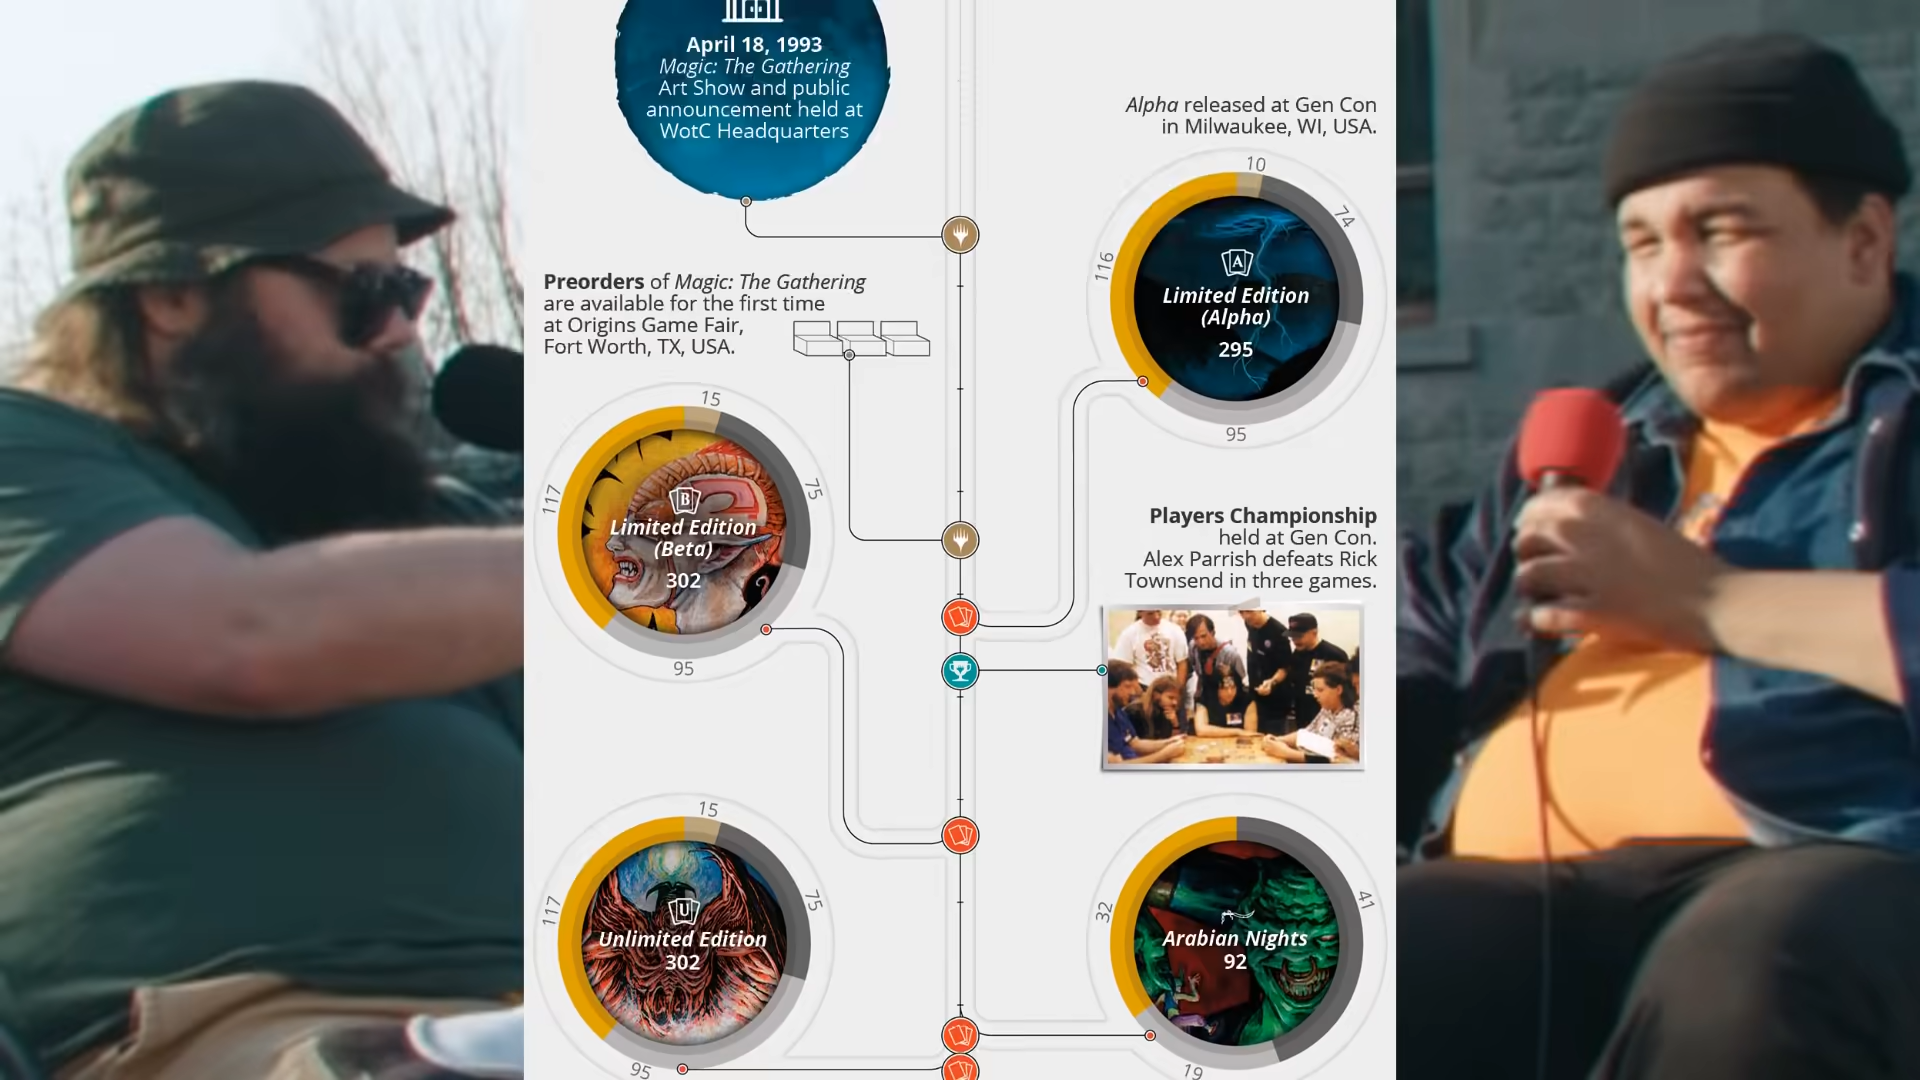 April 18, 1993
Magic: The Gathering
Art Show and public
announcement held at
WotC Headquarters
Alpha released at Gen Con
in Milwaukee, WI, USA.
10
74
116
95
A
Limited Edition
(Alpha)
295
Preorders of Magic: The Gathering
are available for the first time
at Origins Game Fair,
Fort Worth, TX, USA.
15
75
117
95
B
Limited Edition
(Beta)
302
Players Championship
held at Gen Con.
Alex Parrish defeats Rick
Townsend in three games.
15
75
117
95
U
Unlimited Edition
302
32
41
19
Arabian Nights
92